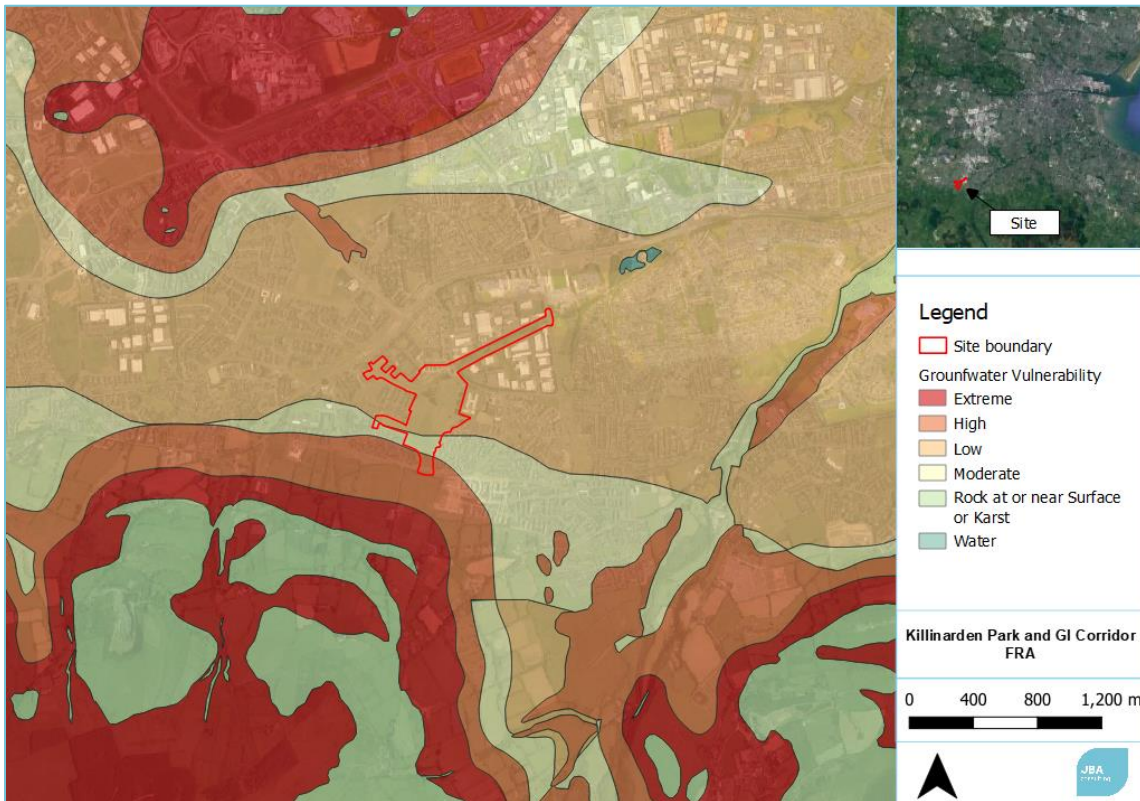 Site
Legend
Site boundary
Grounfwater Vulnerability
Extreme
High
Low
Moderate
Rock at or near Surface
or Karst
Water
Killinarden Park and GI Corridor
FRA
0 400 800 1,200 m
JBA